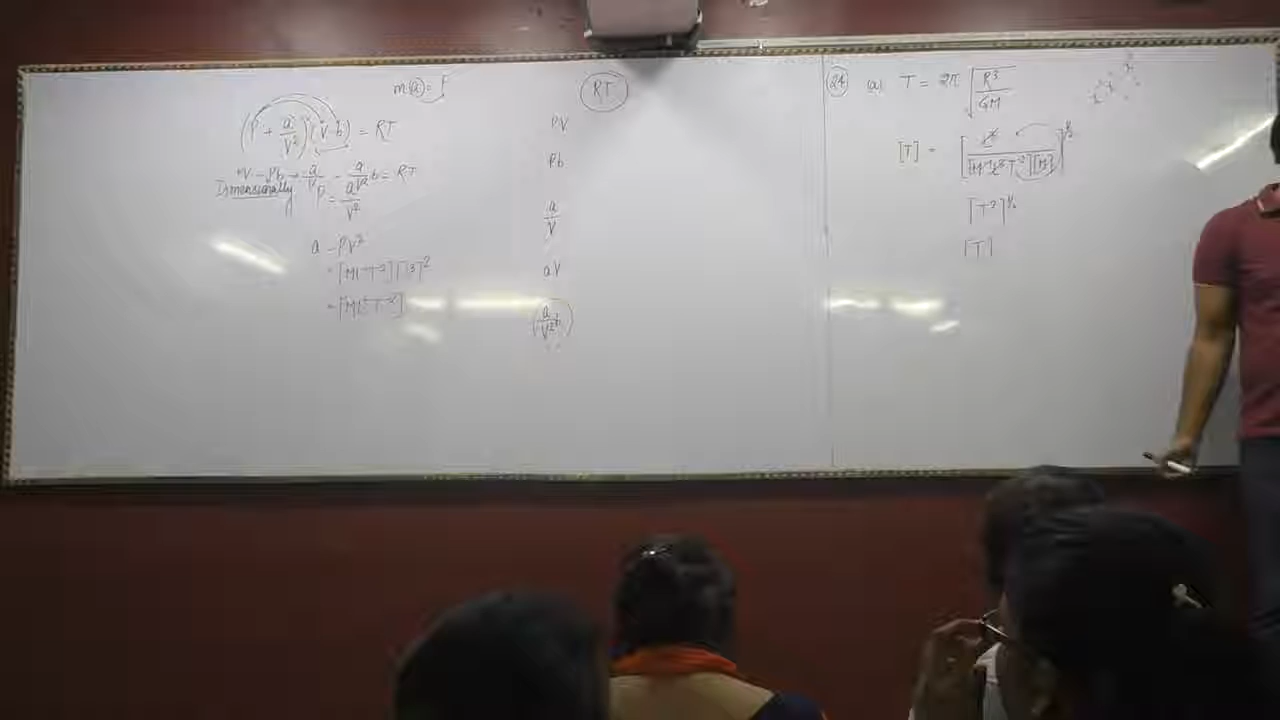 m(a) = F
(P + a/V²)(V-b) = RT
PV - Pb + a/V - a/V² b = RT
Dimensionally P = a/V²
a = PV²
= [ML⁻¹T⁻²][L³]²
= [ML⁵T⁻²]
RT
PV
Pb
a/V
aV
24 (a) T = 2π √(R³/GM)
[T] =
[T²]^½
[T]